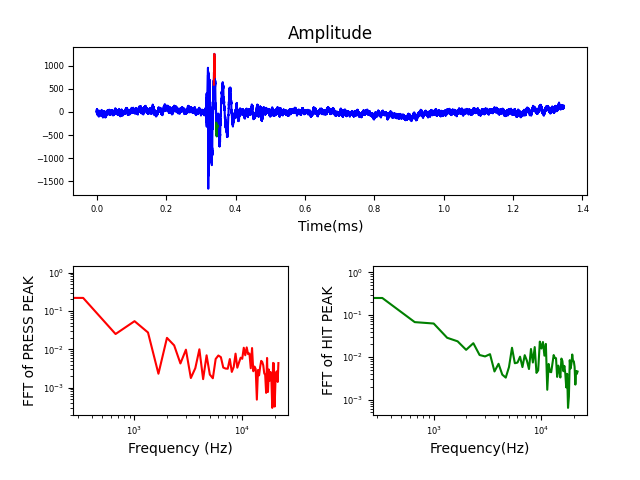 Amplitude
1000
500
0
−500
−1000
−1500
0.0 0.2 0.4 0.6 0.8 1.0 1.2 1.4
Time(ms)
FFT of PRESS PEAK
10⁰
10⁻¹
10⁻²
10⁻³
10³ 10⁴
Frequency (Hz)
FFT of HIT PEAK
10⁰
10⁻¹
10⁻²
10⁻³
10³ 10⁴
Frequency(Hz)